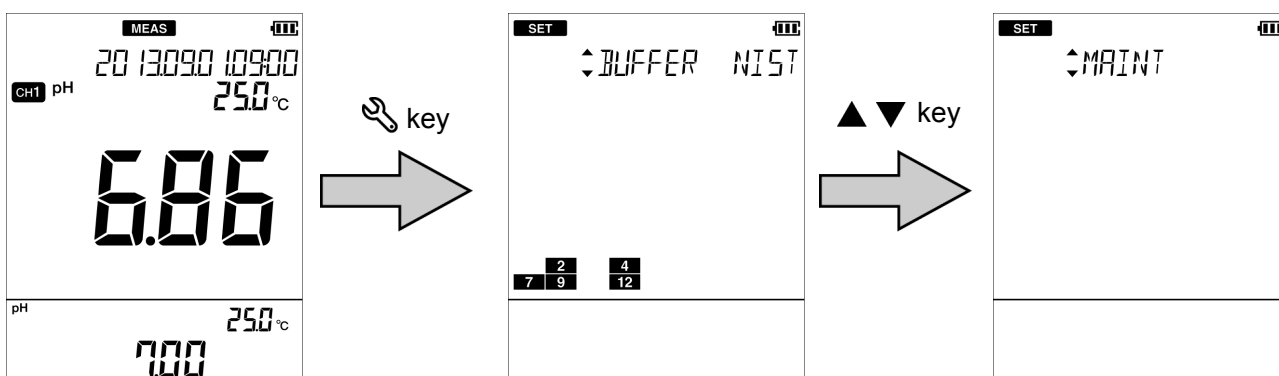 MEAS
2013.09.01.09:00
CH1 pH
25.0 °C
6.86
pH
25.0 °C
7.00
key
SET
BUFFER NIST
2 4
7 9 12
▲ ▼ key
SET
MAINT